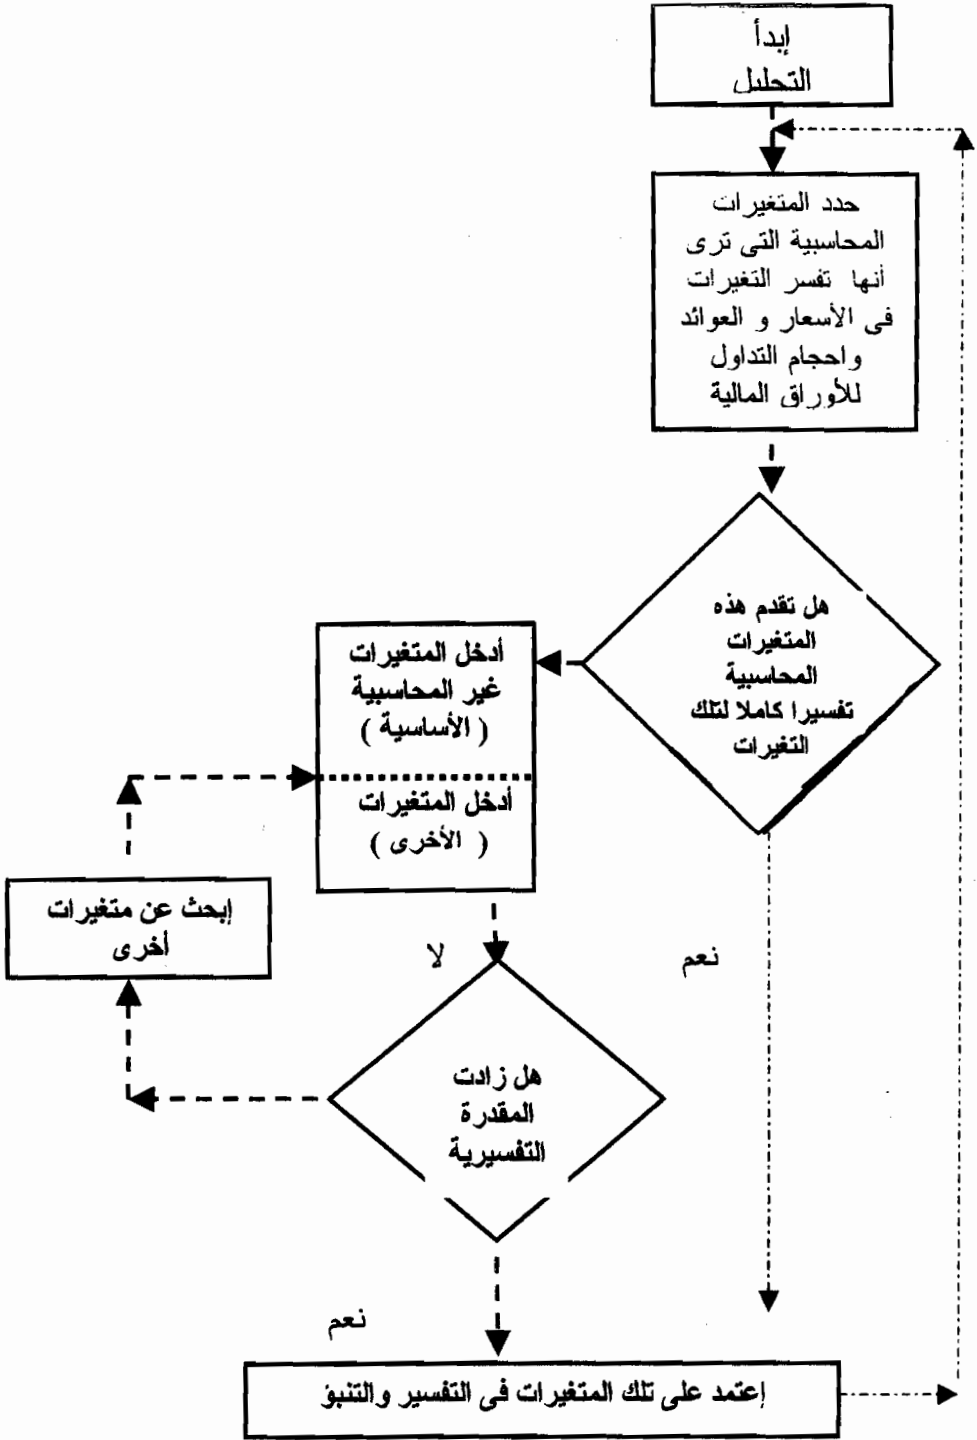 إبدأ
التحليل
حدد المتغيرات
المحاسبية التى ترى
أنها تفسر التغيرات
فى الأسعار و العوائد
واحجام التداول
للأوراق المالية
هل تقدم هذه
المتغيرات
المحاسبية
تفسيرا كاملا لتلك
التغيرات
أدخل المتغيرات
غير المحاسبية
( الأساسية )
أدخل المتغيرات
( الأخرى )
إبحث عن متغيرات
أخرى
لا
نعم
هل زادت
المقدرة
التفسيرية
نعم
إعتمد على تلك المتغيرات فى التفسير والتنبؤ